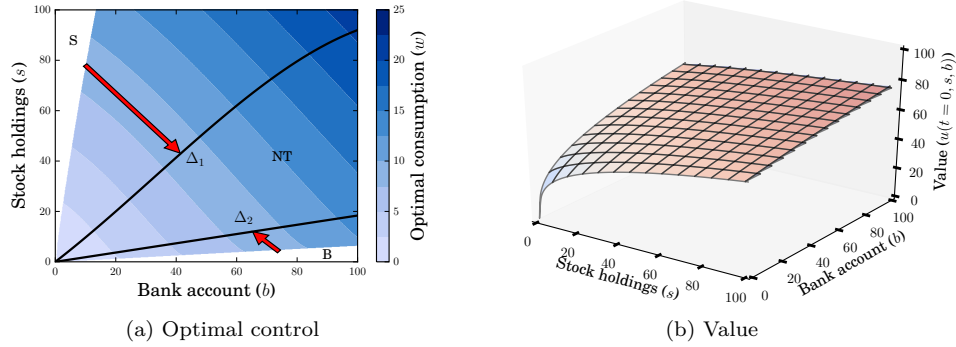 100
80
60
40
20
0
0
20
40
60
80
100
Stock holdings (s)
Bank account (b)
S
Δ1
NT
Δ2
B
25
20
15
10
5
0
Optimal consumption (w)
(a) Optimal control
0
20
40
60
80
100
Stock holdings (s)
0
20
40
60
80
100
Bank account (b)
0
20
40
60
80
100
Value (u(t = 0, s, b))
(b) Value